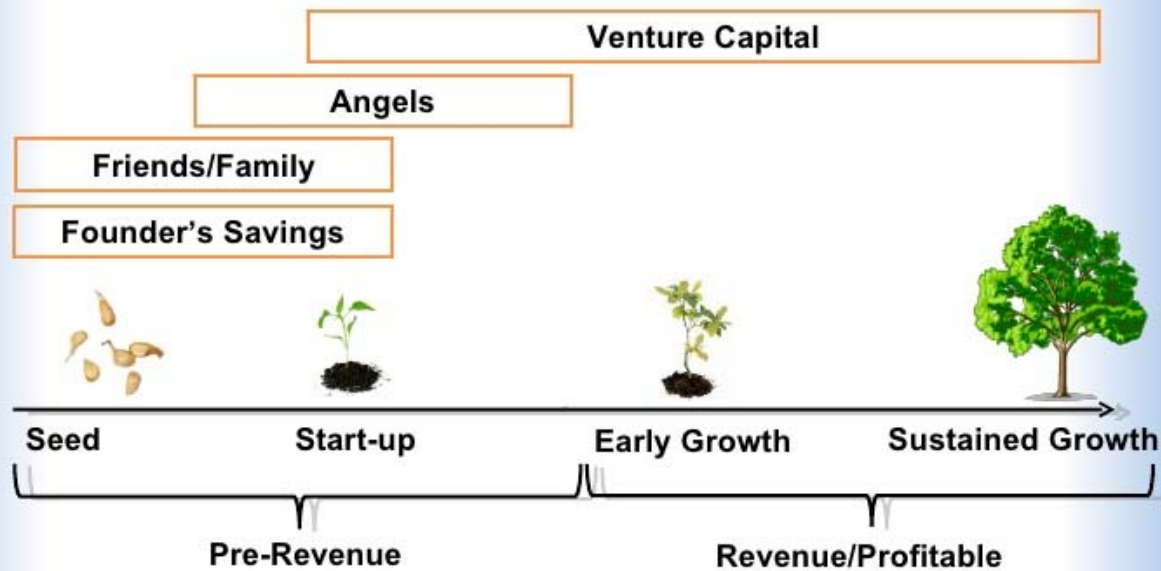 Venture Capital
Angels
Friends/Family
Founder's Savings
Seed
Start-up
Early Growth
Sustained Growth
Pre-Revenue
Revenue/Profitable